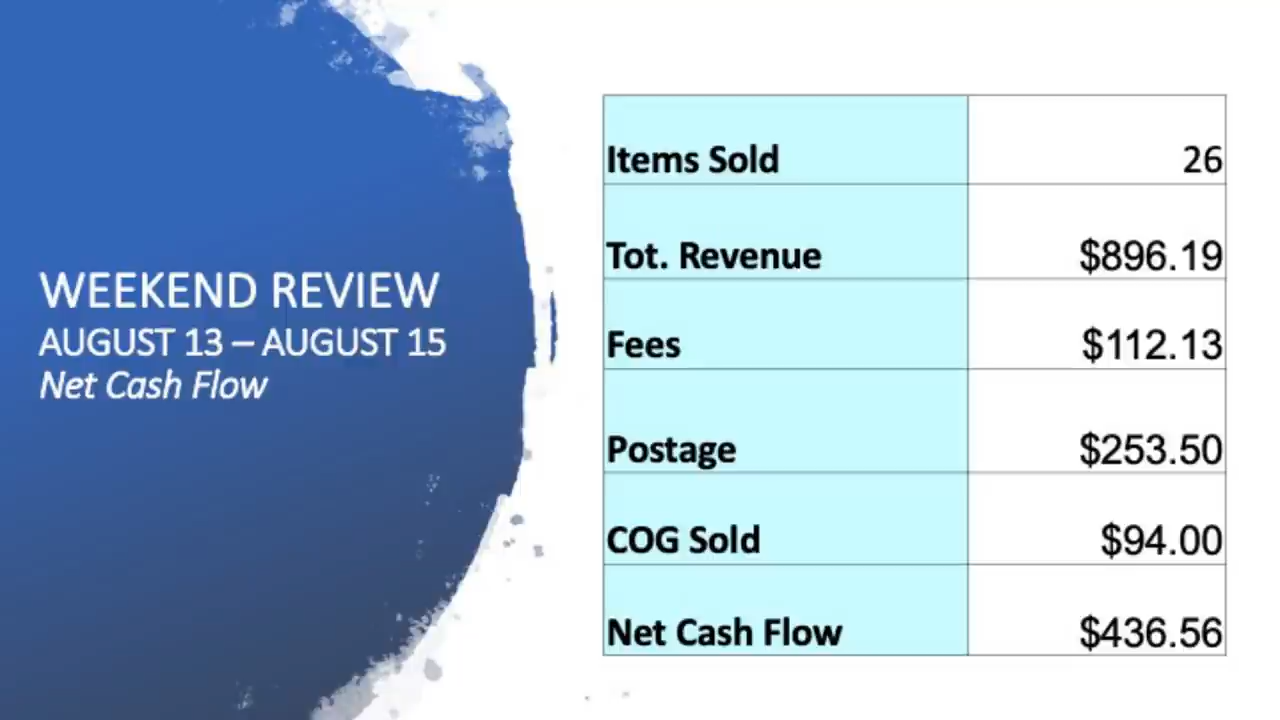 WEEKEND REVIEW
AUGUST 13 – AUGUST 15
Net Cash Flow
Items Sold 26
Tot. Revenue $896.19
Fees $112.13
Postage $253.50
COG Sold $94.00
Net Cash Flow $436.56